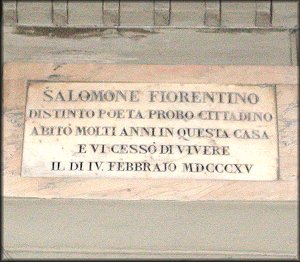 SALOMONE FIORENTINO
DISTINTO POETA PROBO CITTADINO
ABITÒ MOLTI ANNI IN QUESTA CASA
E VI CESSÒ DI VIVERE
IL DI IV. FEBBRAJO MDCCCXV